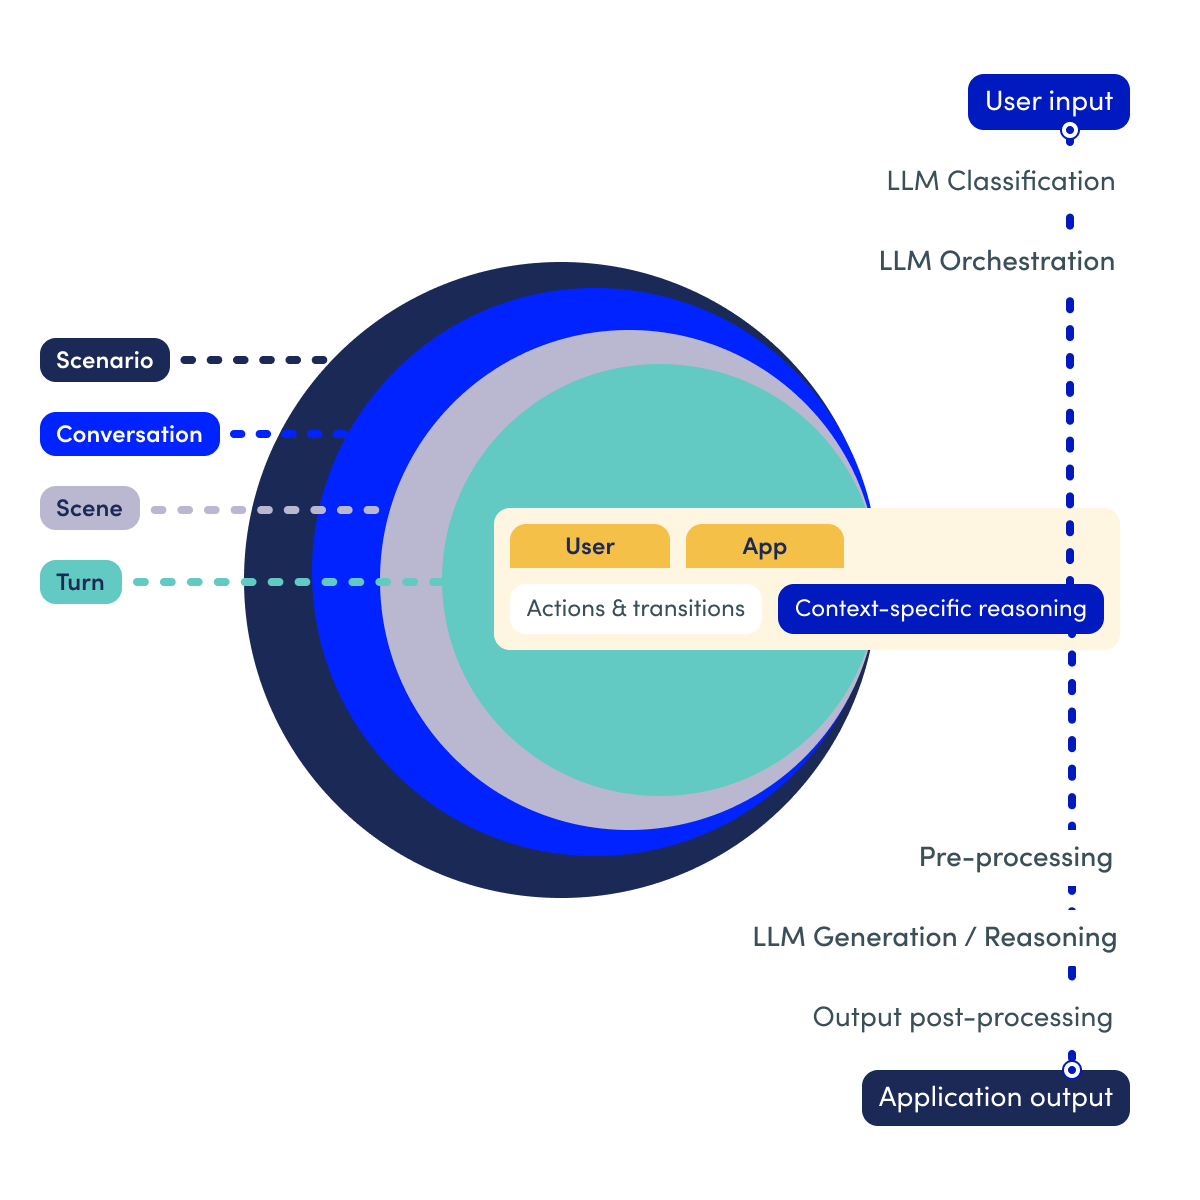 User input
LLM Classification
LLM Orchestration
Scenario
Conversation
Scene
Turn
User
App
Actions & transitions
Context-specific reasoning
Pre-processing
LLM Generation / Reasoning
Output post-processing
Application output